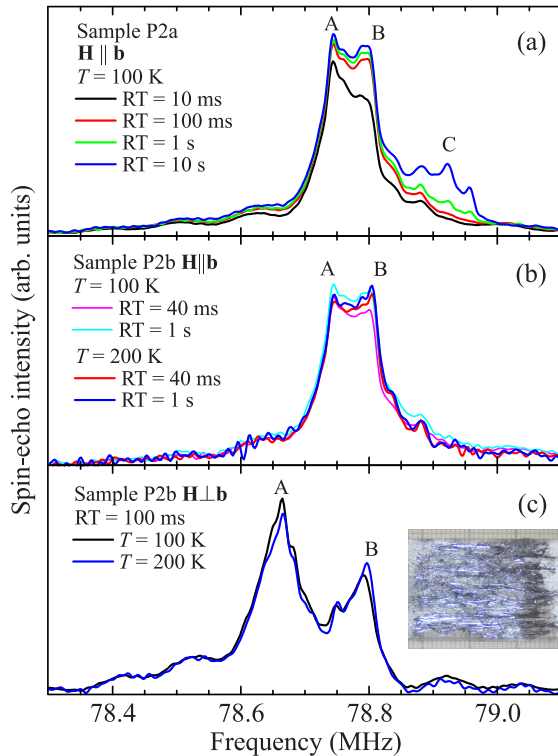 Sample P2a
H || b
T = 100 K
RT = 10 ms
RT = 100 ms
RT = 1 s
RT = 10 s
A
B
C
(a)
Sample P2b H||b
T = 100 K
RT = 40 ms
RT = 1 s
T = 200 K
RT = 40 ms
RT = 1 s
A
B
(b)
Sample P2b H⊥b
RT = 100 ms
T = 100 K
T = 200 K
A
B
(c)
78.4 78.6 78.8 79.0
Frequency (MHz)
Spin-echo intensity (arb. units)